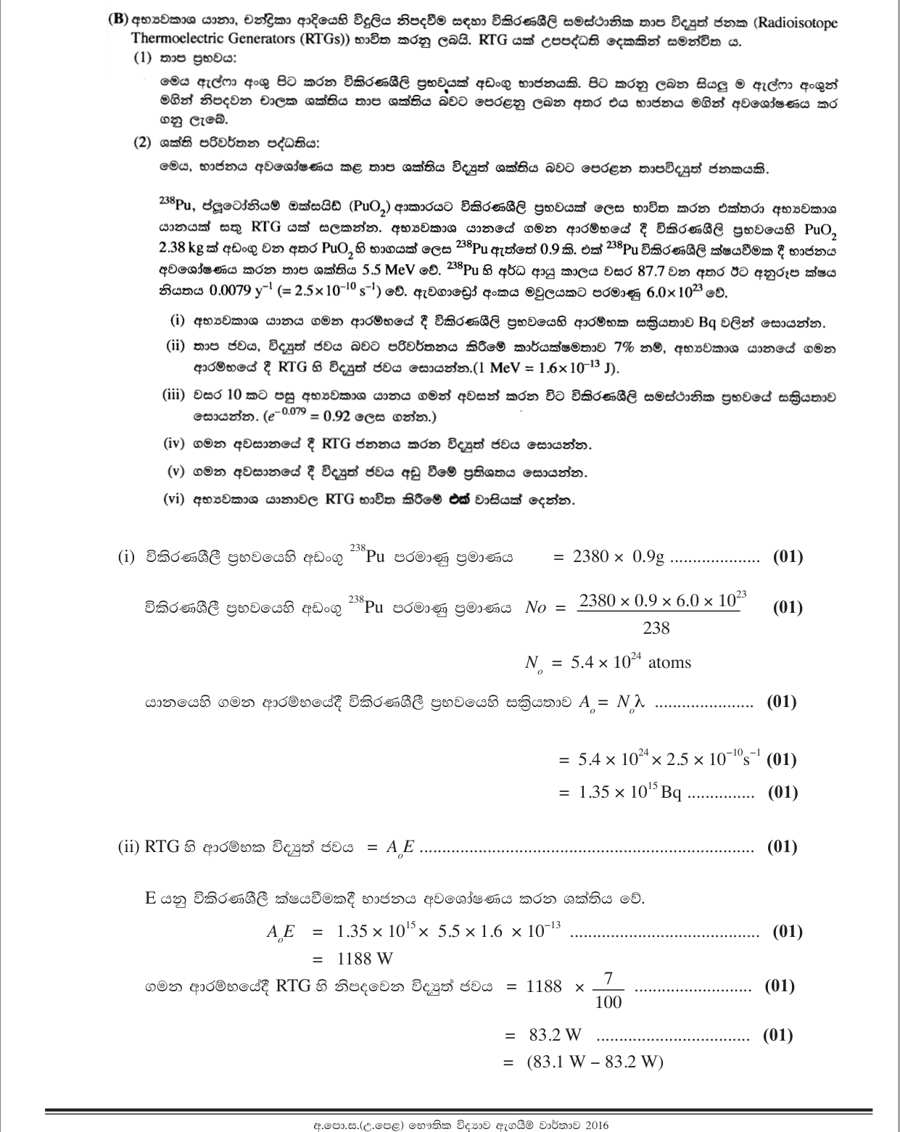 (B) අභ්‍යවකාශ යානා, චන්ද්‍රිකා ආදියෙහි විදුලිය නිපදවීම සඳහා විකිරණශීලි සමස්ථානික තාප විද්‍යුත් ජනක (Radioisotope
Thermoelectric Generators (RTGs)) භාවිත කරනු ලබයි. RTG යක් උපපද්ධති දෙකකින් සමන්විත ය.
(1) තාප ප්‍රභවය:
මෙය ඇල්ෆා අංශු පිට කරන විකිරණශීලි ප්‍රභවයක් අඩංගු භාජනයකි. පිට කරනු ලබන සියලු ම ඇල්ෆා අංශුන්
මගින් නිපදවන චාලක ශක්තිය තාප ශක්තිය බවට පෙරළනු ලබන අතර එය භාජනය මගින් අවශෝෂණය කර
ගනු ලැබේ.
(2) ශක්ති පරිවර්තන පද්ධතිය:
මෙය, භාජනය අවශෝෂණය කළ තාප ශක්තිය විද්‍යුත් ශක්තිය බවට පෙරළන තාපවිද්‍යුත් ජනකයකි.
²³⁸Pu, ප්ලූටෝනියම් ඔක්සයිඩ් (PuO₂) ආකාරයට විකිරණශීලි ප්‍රභවයක් ලෙස භාවිත කරන එක්තරා අභ්‍යවකාශ
යානයක් සතු RTG යක් සලකන්න. අභ්‍යවකාශ යානයේ ගමන ආරම්භයේ දී විකිරණශීලි ප්‍රභවයෙහි PuO₂
2.38 kg ක් අඩංගු වන අතර PuO₂ හි භාගයක් ලෙස ²³⁸Pu ඇත්තේ 0.9 කි. එක් ²³⁸Pu විකිරණශීලි ක්ෂයවීමක දී භාජනය
අවශෝෂණය කරන තාප ශක්තිය 5.5 MeV වේ. ²³⁸Pu හි අර්ධ ආයු කාලය වසර 87.7 වන අතර ඊට අනුරූප ක්ෂය
නියතය 0.0079 y⁻¹ (= 2.5×10⁻¹⁰ s⁻¹) වේ. ඇවගාඩ්‍රෝ අංකය මවුලයකට පරමාණු 6.0×10²³ වේ.
(i) අභ්‍යවකාශ යානය ගමන ආරම්භයේ දී විකිරණශීලි ප්‍රභවයෙහි ආරම්භක සක්‍රියතාව Bq වලින් සොයන්න.
(ii) තාප ජවය, විද්‍යුත් ජවය බවට පරිවර්තනය කිරීමේ කාර්යක්ෂමතාව 7% නම්, අභ්‍යවකාශ යානයේ ගමන
ආරම්භයේ දී RTG හි විද්‍යුත් ජවය සොයන්න.(1 MeV = 1.6×10⁻¹³ J).
(iii) වසර 10 කට පසු අභ්‍යවකාශ යානය ගමන් අවසන් කරන විට විකිරණශීලි සමස්ථානික ප්‍රභවයේ සක්‍රියතාව
සොයන්න. (e⁻⁰·⁰⁷⁹ = 0.92 ලෙස ගන්න.)
(iv) ගමන අවසානයේ දී RTG ජනනය කරන විද්‍යුත් ජවය සොයන්න.
(v) ගමන අවසානයේ දී විද්‍යුත් ජවය අඩු වීමේ ප්‍රතිශතය සොයන්න.
(vi) අභ්‍යවකාශ යානාවල RTG භාවිත කිරීමේ එක් වාසියක් දෙන්න.
(i) විකිරණශීලී ප්‍රභවයෙහි අඩංගු ²³⁸Pu පරමාණු ප්‍රමාණය = 2380 × 0.9g .................... (01)
විකිරණශීලී ප්‍රභවයෙහි අඩංගු ²³⁸Pu පරමාණු ප්‍රමාණය No = 2380 × 0.9 × 6.0 × 10²³ (01)
238
Nₒ = 5.4 × 10²⁴ atoms
යානයෙහි ගමන ආරම්භයේදී විකිරණශීලී ප්‍රභවයෙහි සක්‍රියතාව Aₒ = Nₒλ ...................... (01)
= 5.4 × 10²⁴ × 2.5 × 10⁻¹⁰s⁻¹ (01)
= 1.35 × 10¹⁵ Bq ............... (01)
(ii) RTG හි ආරම්භක විද්‍යුත් ජවය = AₒE .......................................................................... (01)
E යනු විකිරණශීලී ක්ෂයවීමකදී භාජනය අවශෝෂණය කරන ශක්තිය වේ.
AₒE = 1.35 × 10¹⁵ × 5.5 × 1.6 × 10⁻¹³ .......................................... (01)
= 1188 W
ගමන ආරම්භයේදී RTG හි නිපදවෙන විද්‍යුත් ජවය = 1188 × 7/100 .......................... (01)
= 83.2 W .................................. (01)
= (83.1 W – 83.2 W)
අ.පො.ස.(උ.පෙළ) භෞතික විද්‍යාව ඇගයීම් වාර්තාව 2016